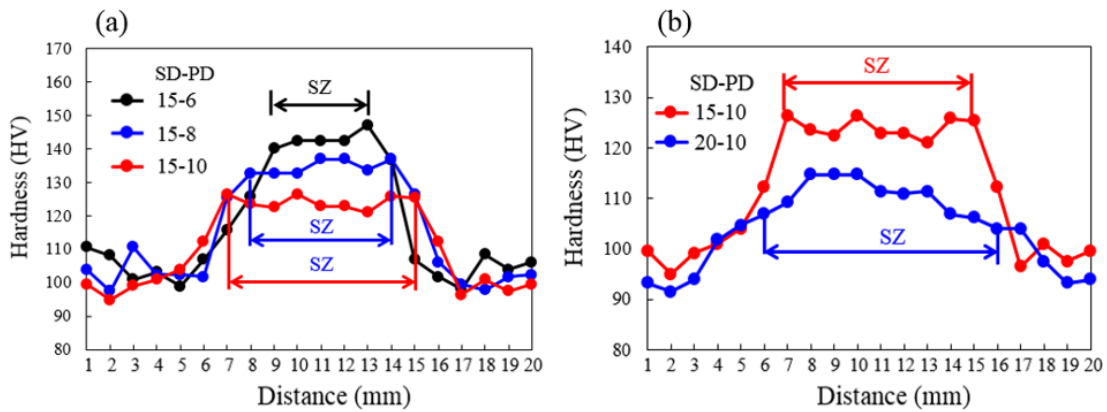 (a)
170
160
150
140
130
120
110
100
90
80
Hardness (HV)
SD-PD
15-6
15-8
15-10
SZ
SZ
SZ
1 2 3 4 5 6 7 8 9 10 11 12 13 14 15 16 17 18 19 20
Distance (mm)
(b)
140
130
120
110
100
90
80
Hardness (HV)
SD-PD
15-10
20-10
SZ
SZ
1 2 3 4 5 6 7 8 9 10 11 12 13 14 15 16 17 18 19 20
Distance (mm)